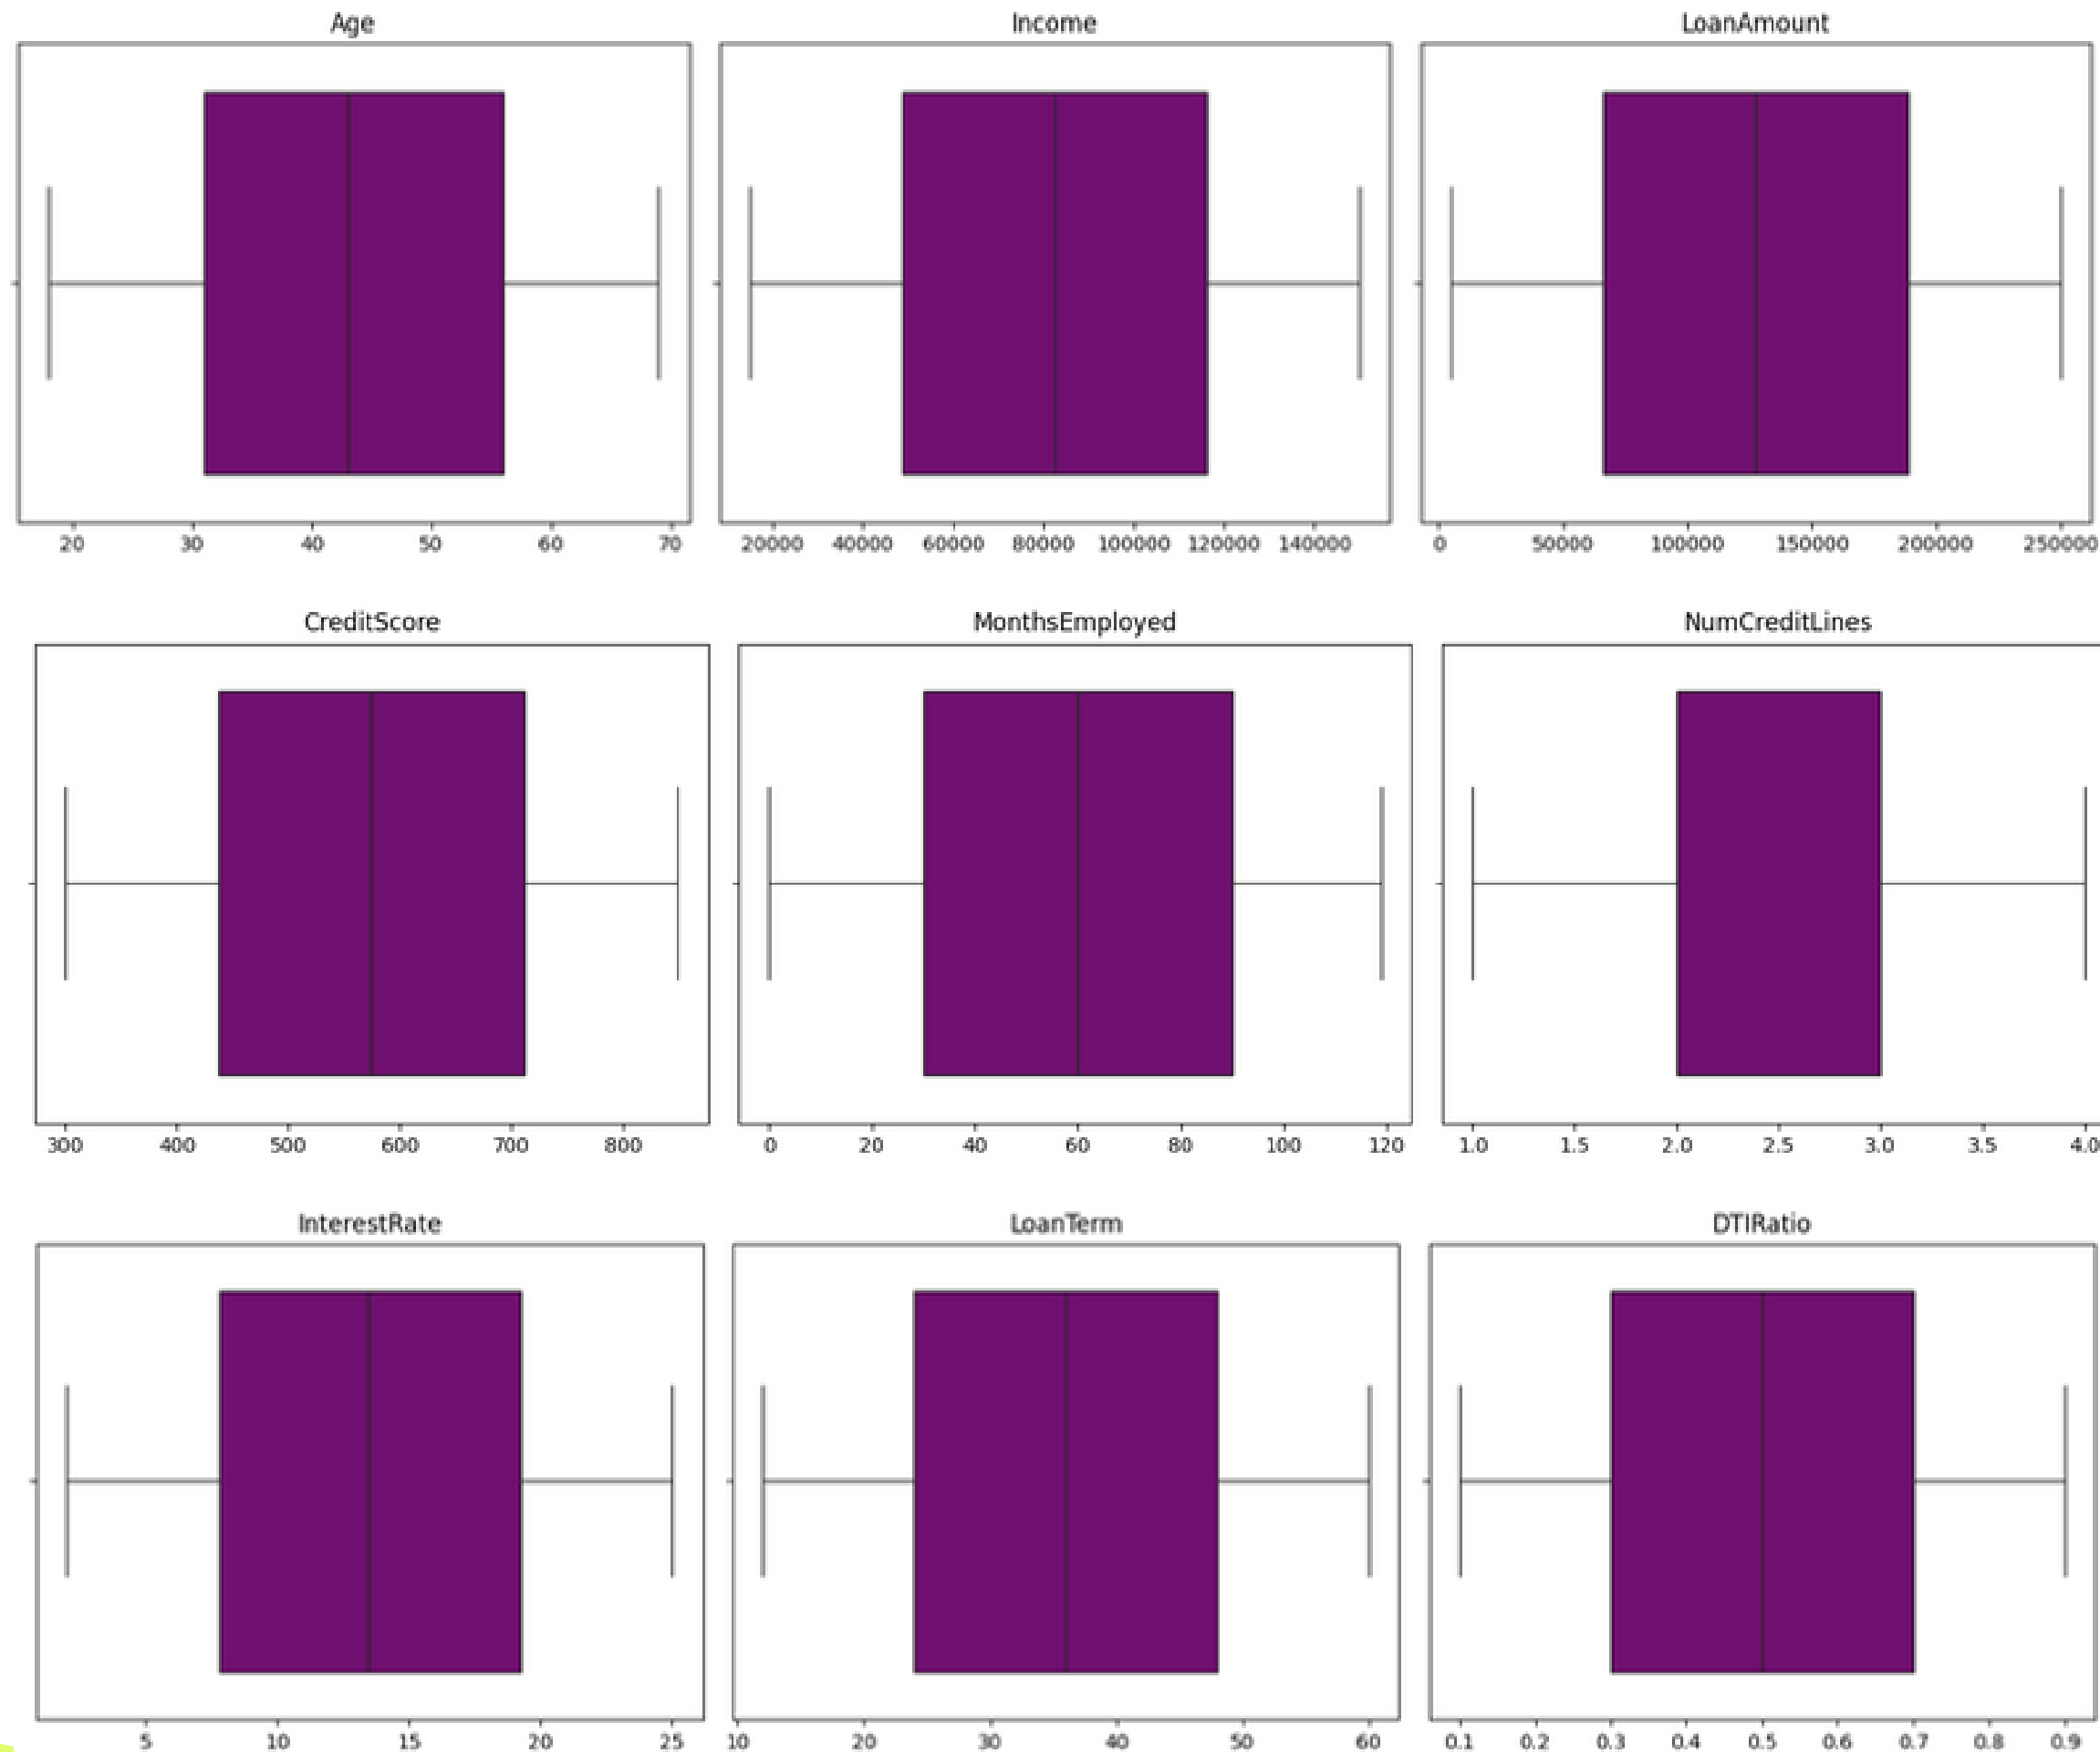 Age Income LoanAmount
20 30 40 50 60 70 20000 40000 60000 80000 100000 120000 140000 0 50000 100000 150000 200000 250000
CreditScore MonthsEmployed NumCreditLines
300 400 500 600 700 800 0 20 40 60 80 100 120 1.0 1.5 2.0 2.5 3.0 3.5 4.0
InterestRate LoanTerm DTIRatio
5 10 15 20 25 10 20 30 40 50 60 0.1 0.2 0.3 0.4 0.5 0.6 0.7 0.8 0.9